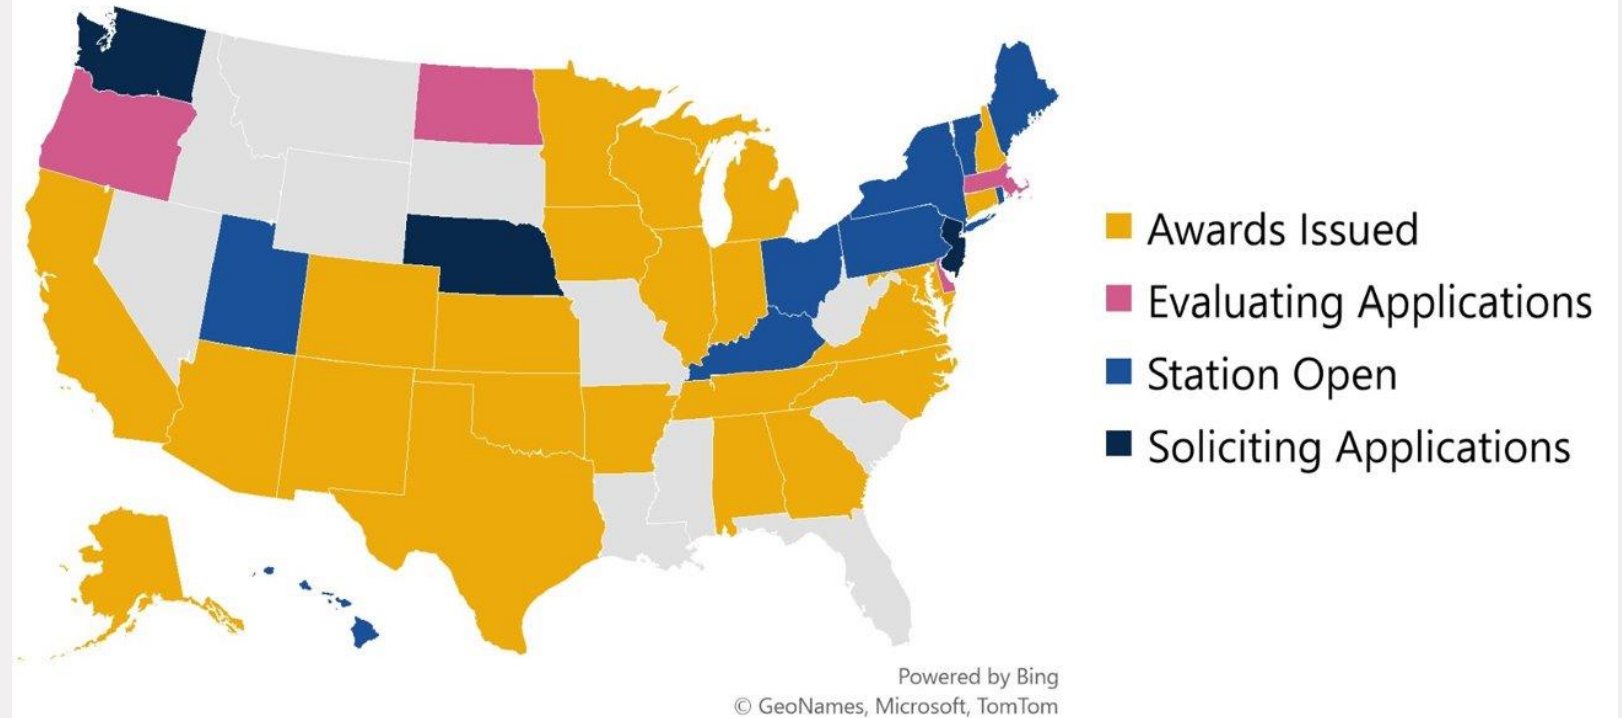 Awards Issued
Evaluating Applications
Station Open
Soliciting Applications
Powered by Bing
© GeoNames, Microsoft, TomTom